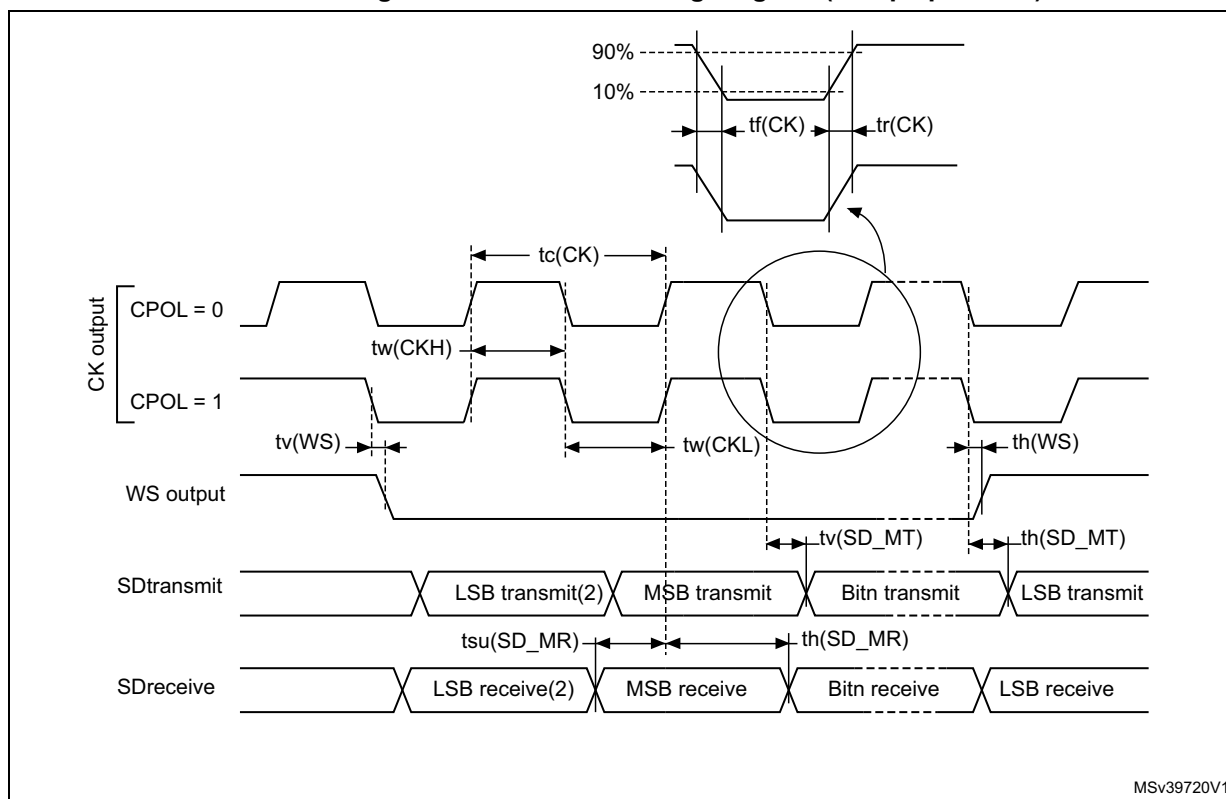 90%
10%
tf(CK)
tr(CK)
tc(CK)
CK output
CPOL = 0
tw(CKH)
CPOL = 1
tv(WS)
tw(CKL)
th(WS)
WS output
tv(SD_MT)
th(SD_MT)
SDtransmit
LSB transmit(2)
MSB transmit
Bitn transmit
LSB transmit
tsu(SD_MR)
th(SD_MR)
SDreceive
LSB receive(2)
MSB receive
Bitn receive
LSB receive
MSv39720V1